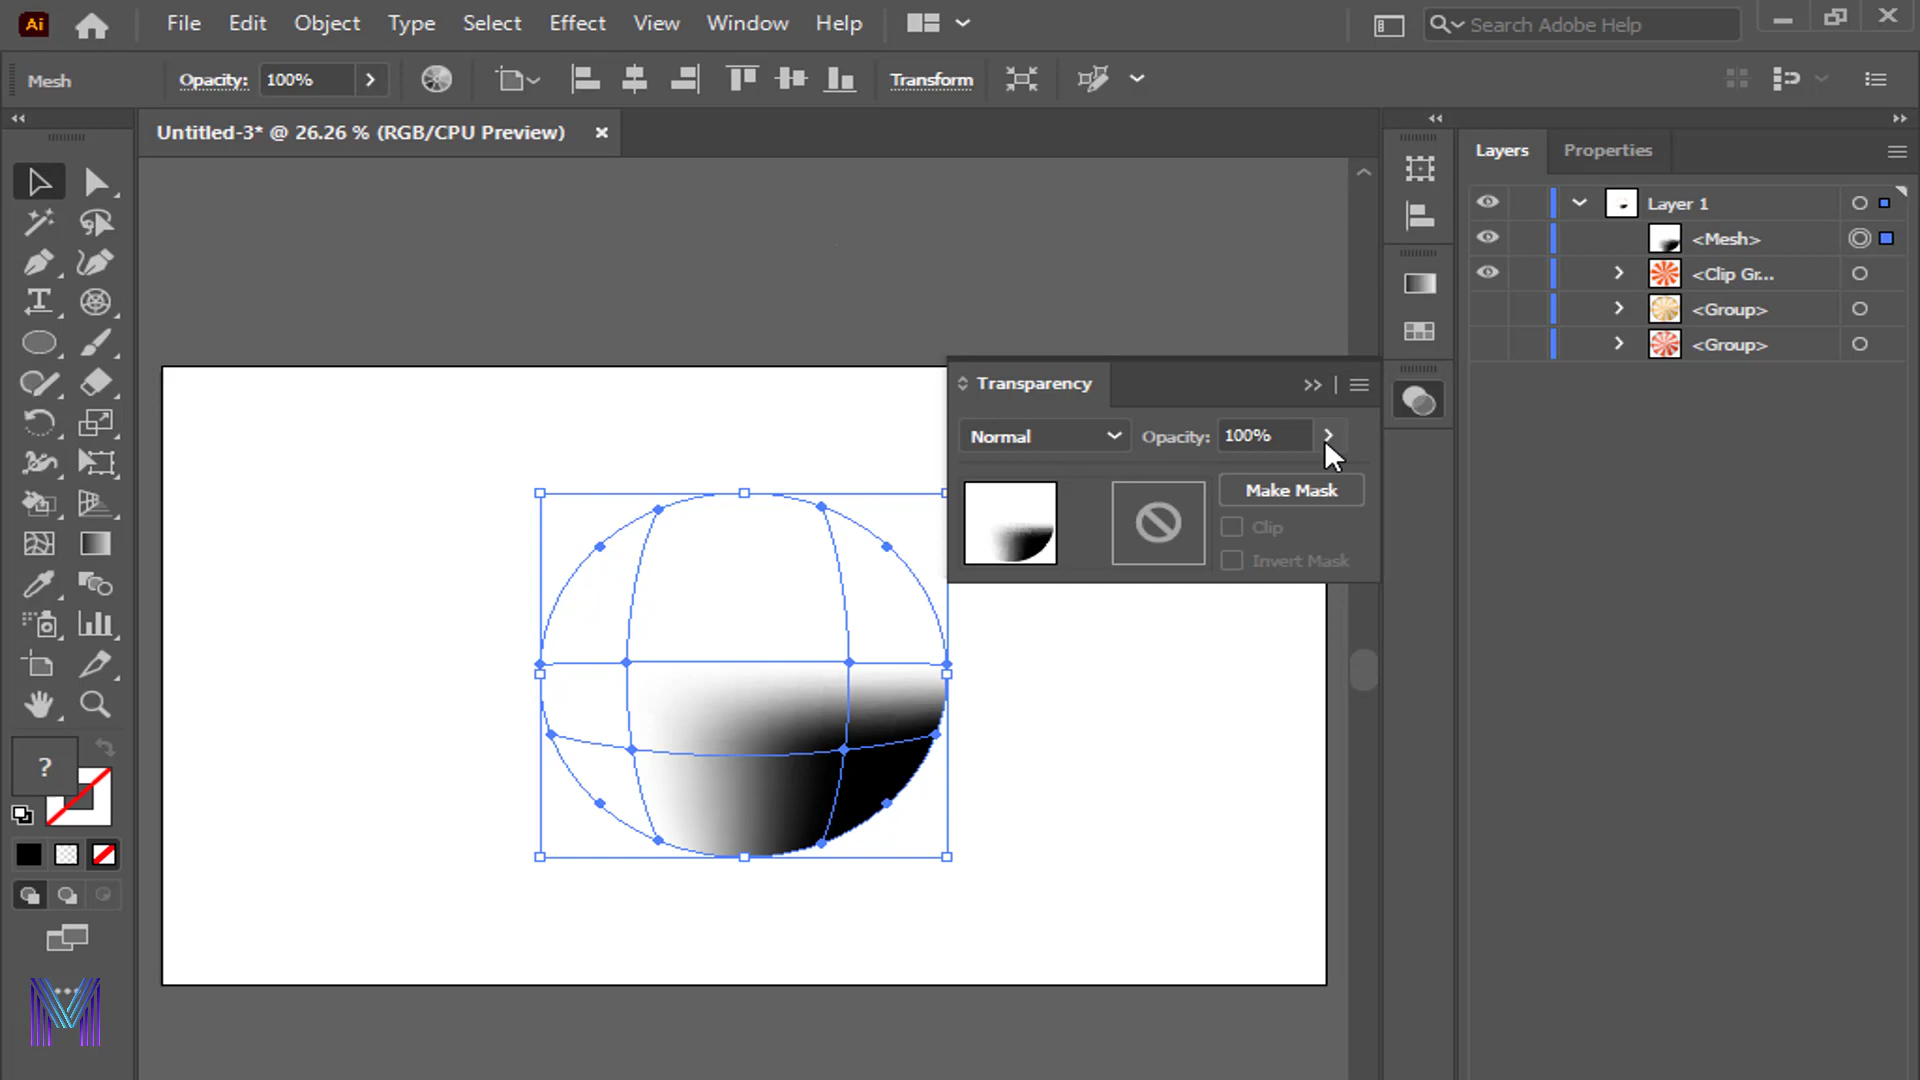 Ai File Edit Object Type Select Effect View Window Help Search Adobe Help
Mesh Opacity: 100% Transform
Untitled-3* @ 26.26 % (RGB/CPU Preview)
Layers Properties
Layer 1
<Mesh>
<Clip Gr...
<Group>
<Group>
Transparency
Normal Opacity: 100%
Make Mask
Clip
Invert Mask
?
M